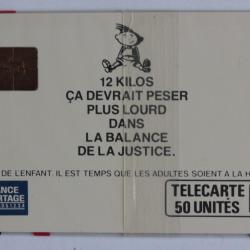 12 KILOS
ÇA DEVRAIT PESER
PLUS LOURD
DANS
LA BALANCE
DE LA JUSTICE.
DE L'ENFANT. IL EST TEMPS QUE LES ADULTES SOIENT A LA H
TELECARTE
50 UNITÉS